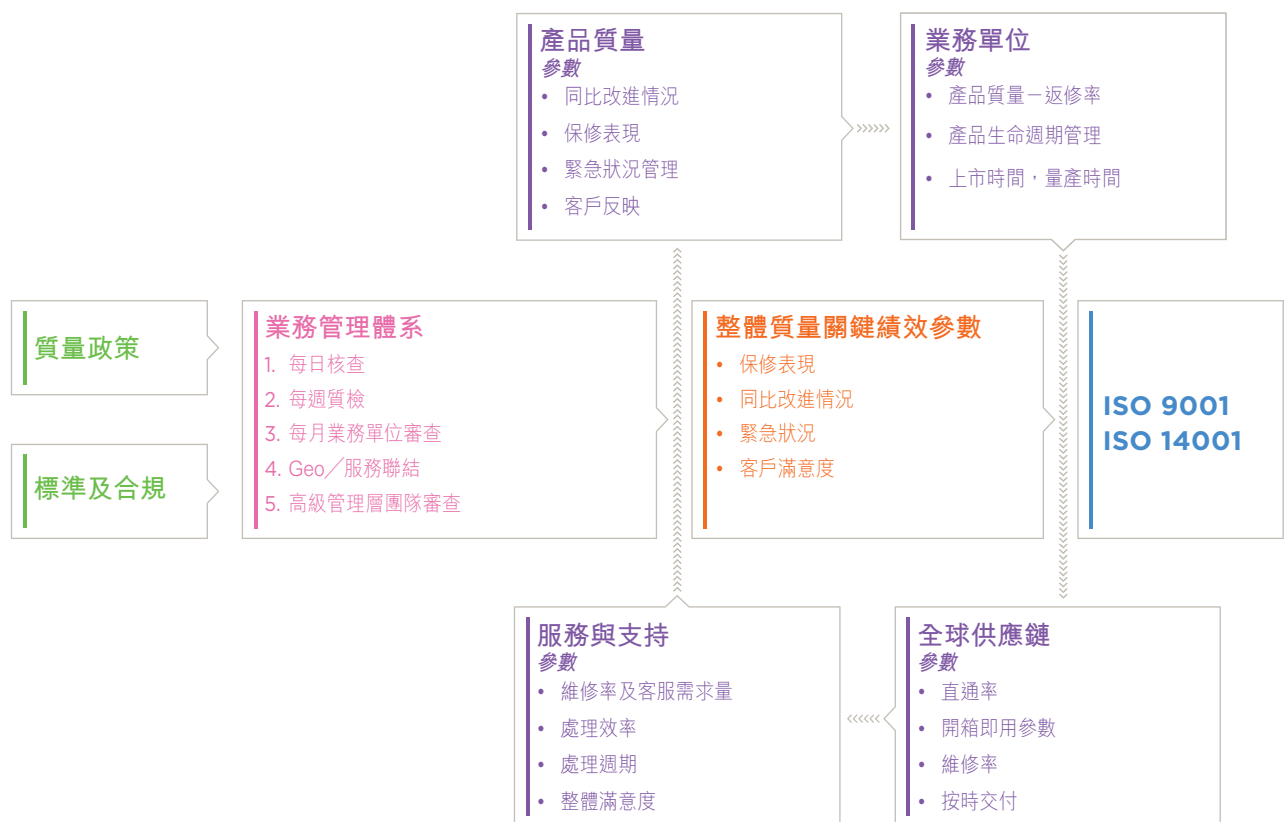 產品質量
參數
• 同比改進情況
• 保修表現
• 緊急狀況管理
• 客戶反映
業務單位
參數
• 產品質量－返修率
• 產品生命週期管理
• 上市時間，量產時間
質量政策
標準及合規
業務管理體系
1. 每日核查
2. 每週質檢
3. 每月業務單位審查
4. Geo╱服務聯結
5. 高級管理層團隊審查
整體質量關鍵績效參數
• 保修表現
• 同比改進情況
• 緊急狀況
• 客戶滿意度
ISO 9001
ISO 14001
服務與支持
參數
• 維修率及客服需求量
• 處理效率
• 處理週期
• 整體滿意度
全球供應鏈
參數
• 直通率
• 開箱即用參數
• 維修率
• 按時交付